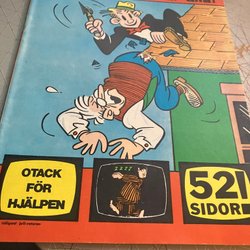 OTACK
FÖR
HJÄLPEN
52!
SIDOR